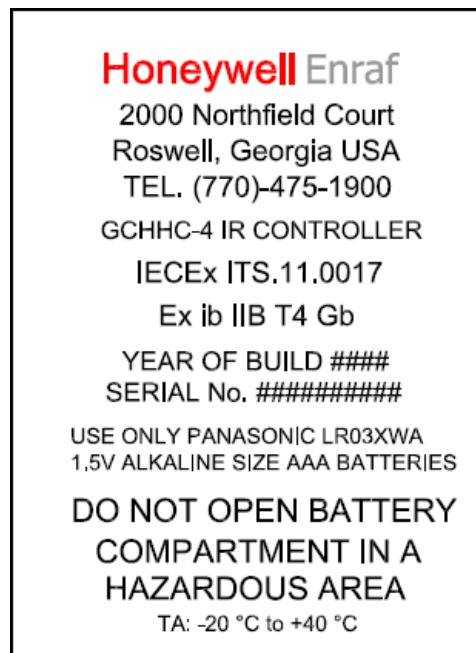 Honeywell Enraf
2000 Northfield Court
Roswell, Georgia USA
TEL. (770)-475-1900
GCHHC-4 IR CONTROLLER
IECEx ITS.11.0017
Ex ib IIB T4 Gb
YEAR OF BUILD ####
SERIAL No. ##########
USE ONLY PANASONIC LR03XWA
1.5V ALKALINE SIZE AAA BATTERIES
DO NOT OPEN BATTERY
COMPARTMENT IN A
HAZARDOUS AREA
TA: -20 °C to +40 °C